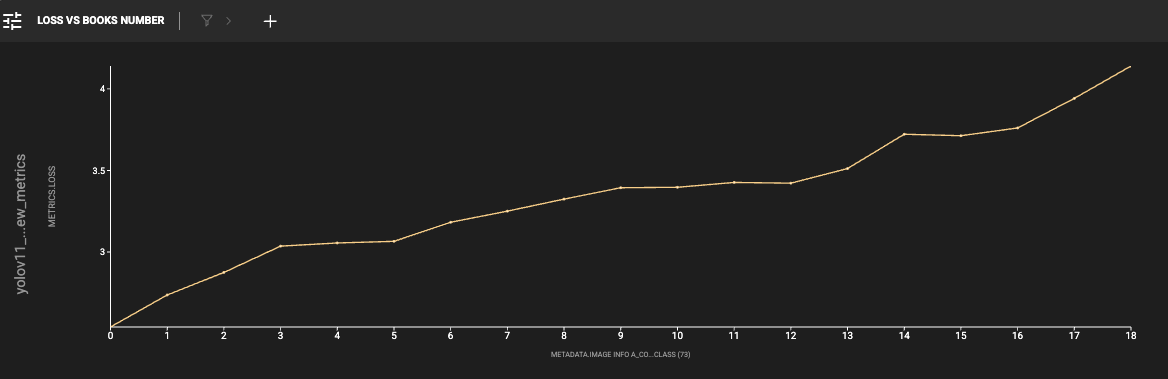 LOSS VS BOOKS NUMBER
yolov11_...ew_metrics
METRICS.LOSS
4
3.5
3
0 1 2 3 4 5 6 7 8 9 10 11 12 13 14 15 16 17 18
METADATA.IMAGE INFO A_CO...CLASS (73)